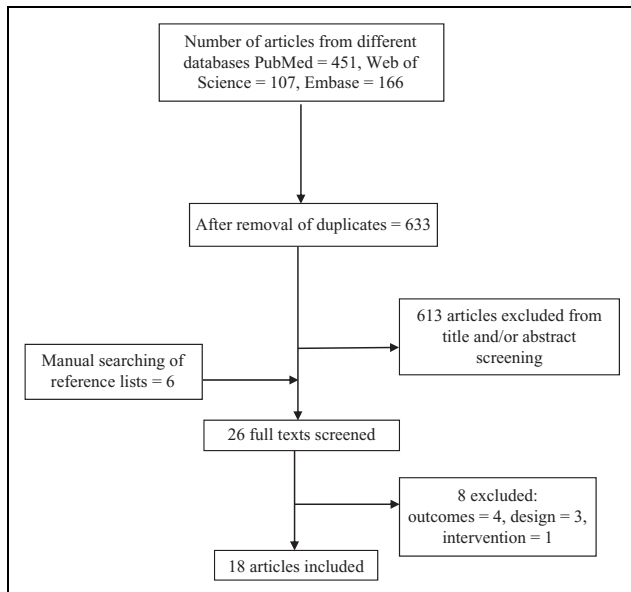 Number of articles from different
databases PubMed = 451, Web of
Science = 107, Embase = 166
After removal of duplicates = 633
613 articles excluded from
title and/or abstract
screening
Manual searching of
reference lists = 6
26 full texts screened
8 excluded:
outcomes = 4, design = 3,
intervention = 1
18 articles included